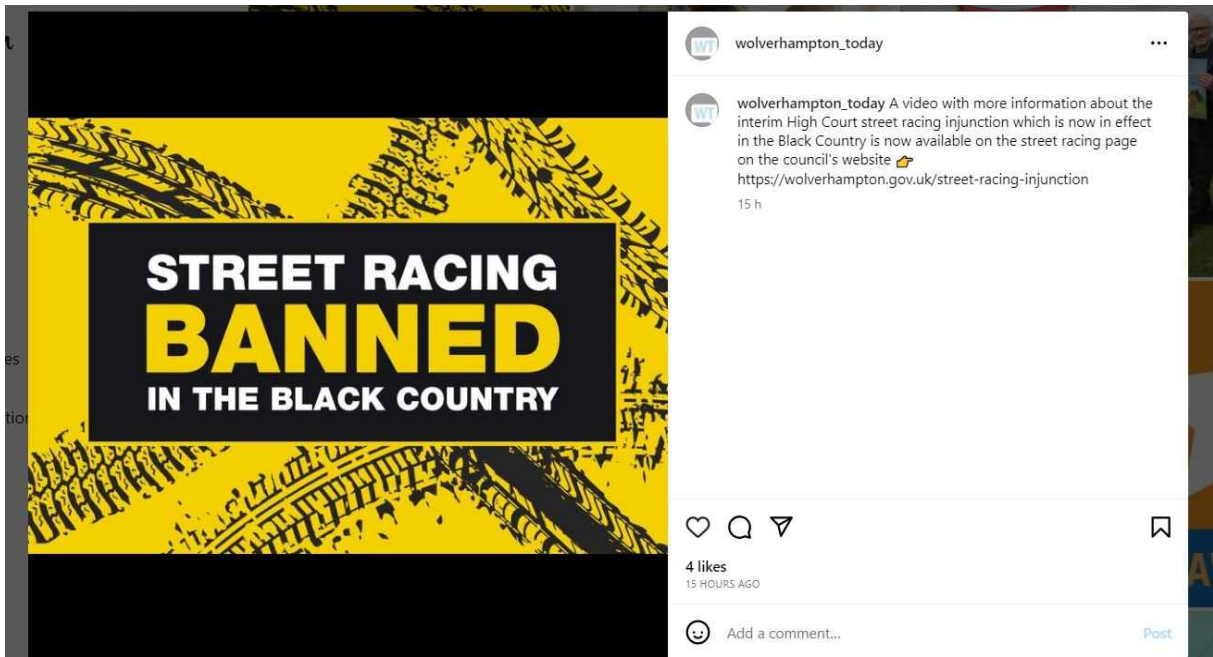 STREET RACING
BANNED
IN THE BLACK COUNTRY
WT
wolverhampton_today
WT
wolverhampton_today A video with more information about the
interim High Court street racing injunction which is now in effect
in the Black Country is now available on the street racing page
on the council's website 👉
https://wolverhampton.gov.uk/street-racing-injunction
15 h
4 likes
15 HOURS AGO
Add a comment...
Post